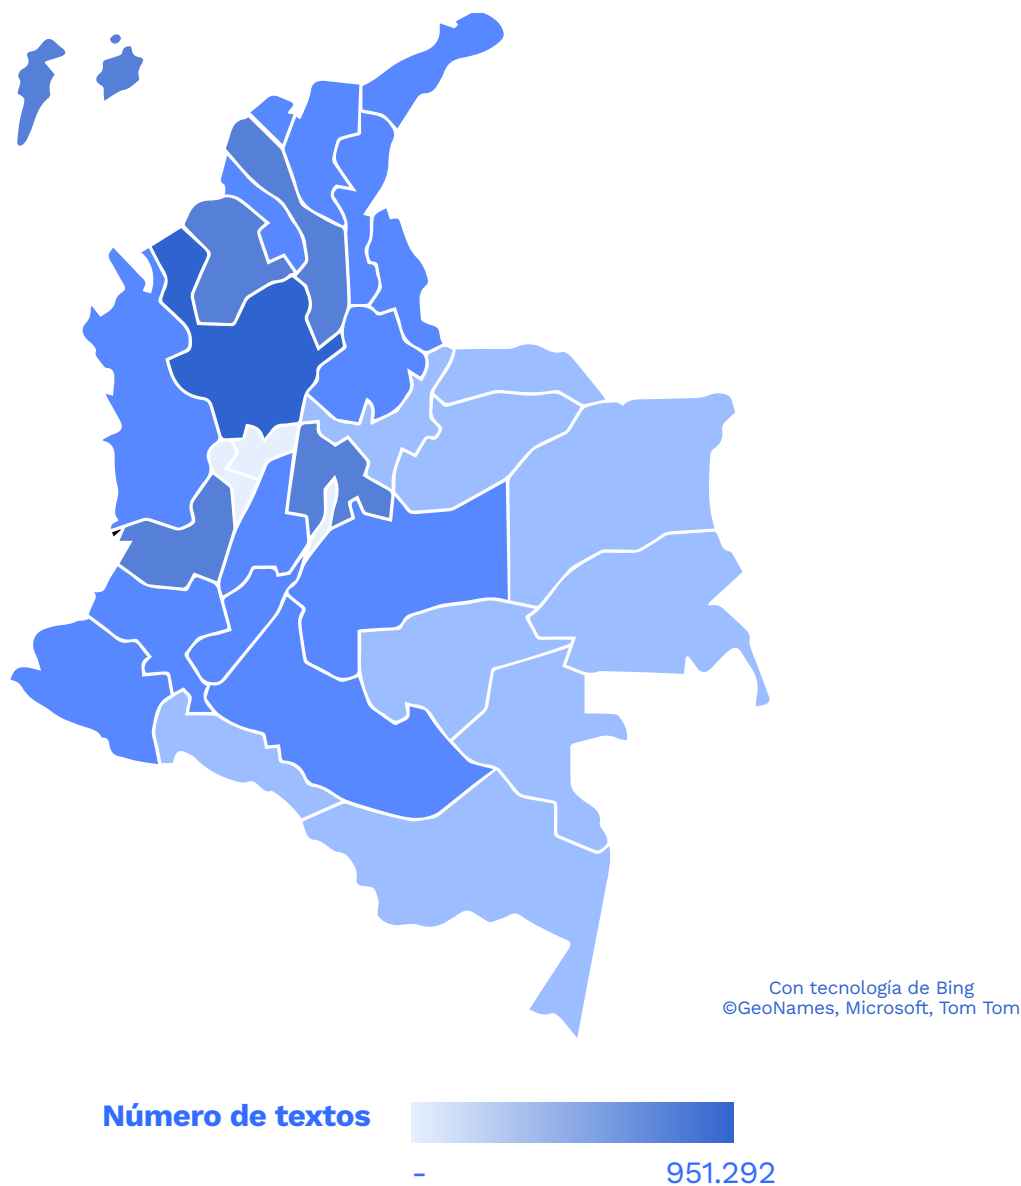 Con tecnología de Bing
©GeoNames, Microsoft, Tom Tom
Número de textos
-
951.292